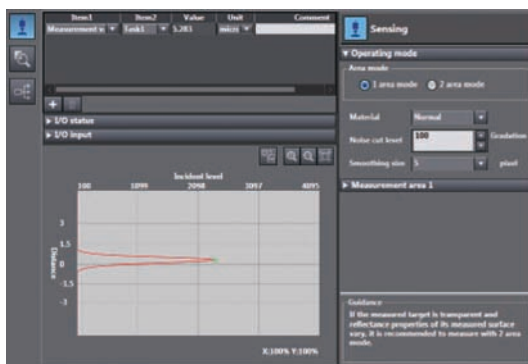 Item1 Item2 Value Unit Comment
Measurement v Task1 5.283 micr
I/O status
I/O input
Incident level
100 1099 2098 3097 4095
Distance
3
1.5
0
-1.5
-3
X:100% Y:100%
Sensing
Operating mode
Area mode
1 area mode 2 area mode
Material Normal
Noise cut level 100 Gradation
Smoothing size 5 pixel
Measurement area 1
Guidance
If the measured target is transparent and
reflectance properties of its measured surface
vary, it is recommended to measure with 2 area
mode.